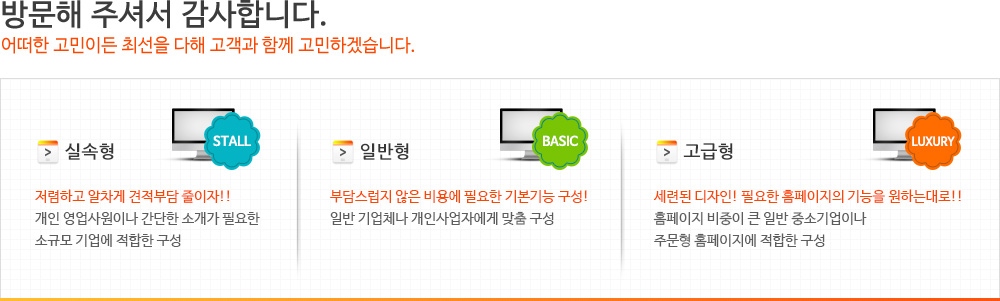 방문해 주셔서 감사합니다.
어떠한 고민이든 최선을 다해 고객과 함께 고민하겠습니다.
실속형
STALL
저렴하고 알차게 견적부담 줄이자!!
개인 영업사원이나 간단한 소개가 필요한
소규모 기업에 적합한 구성
일반형
BASIC
부담스럽지 않은 비용에 필요한 기본기능 구성!
일반 기업체나 개인사업자에게 맞춤 구성
고급형
LUXURY
세련된 디자인! 필요한 홈페이지의 기능을 원하는대로!!
홈페이지 비중이 큰 일반 중소기업이나
주문형 홈페이지에 적합한 구성